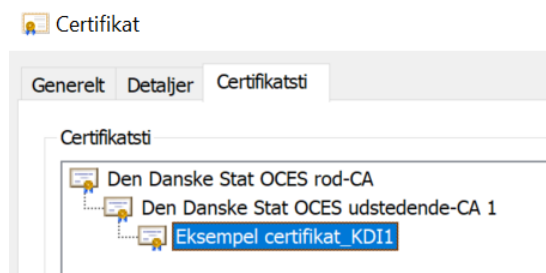 Certifikat
Generelt Detaljer Certifikatsti
Certifikatsti
Den Danske Stat OCES rod-CA
Den Danske Stat OCES udstedende-CA 1
Eksempel certifikat_KDI1